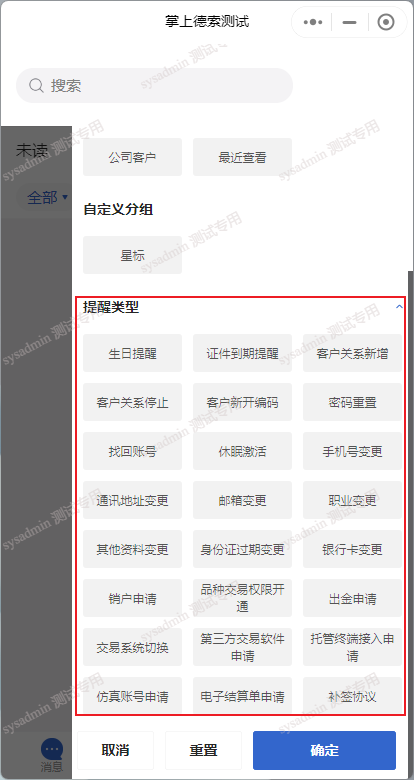 掌上德索测试
搜索
未读
公司客户
最近查看
全部
自定义分组
星标
提醒类型
生日提醒
证件到期提醒
客户关系新增
客户关系停止
客户新开编码
密码重置
找回账号
休眠激活
手机号变更
通讯地址变更
邮箱变更
职业变更
其他资料变更
身份证过期变更
银行卡变更
销户申请
品种交易权限开
通
出金申请
交易系统切换
第三方交易软件
申请
托管终端接入申
请
仿真账号申请
电子结算单申请
补签协议
消息
取消
重置
确定
sysadmin 测试专用